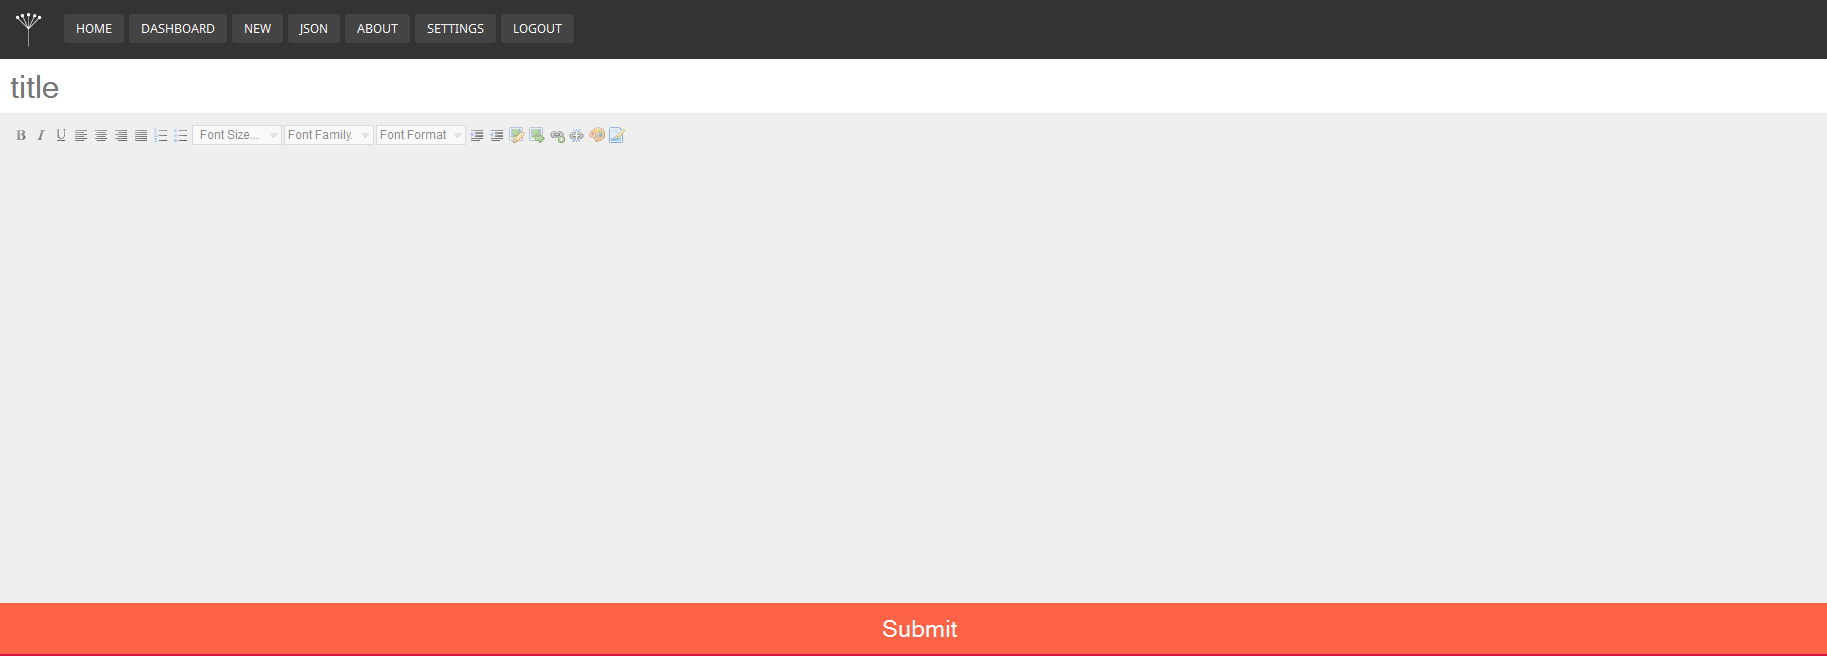 HOME DASHBOARD NEW JSON ABOUT SETTINGS LOGOUT
title
B I U Font Size... Font Family. Font Format
Submit